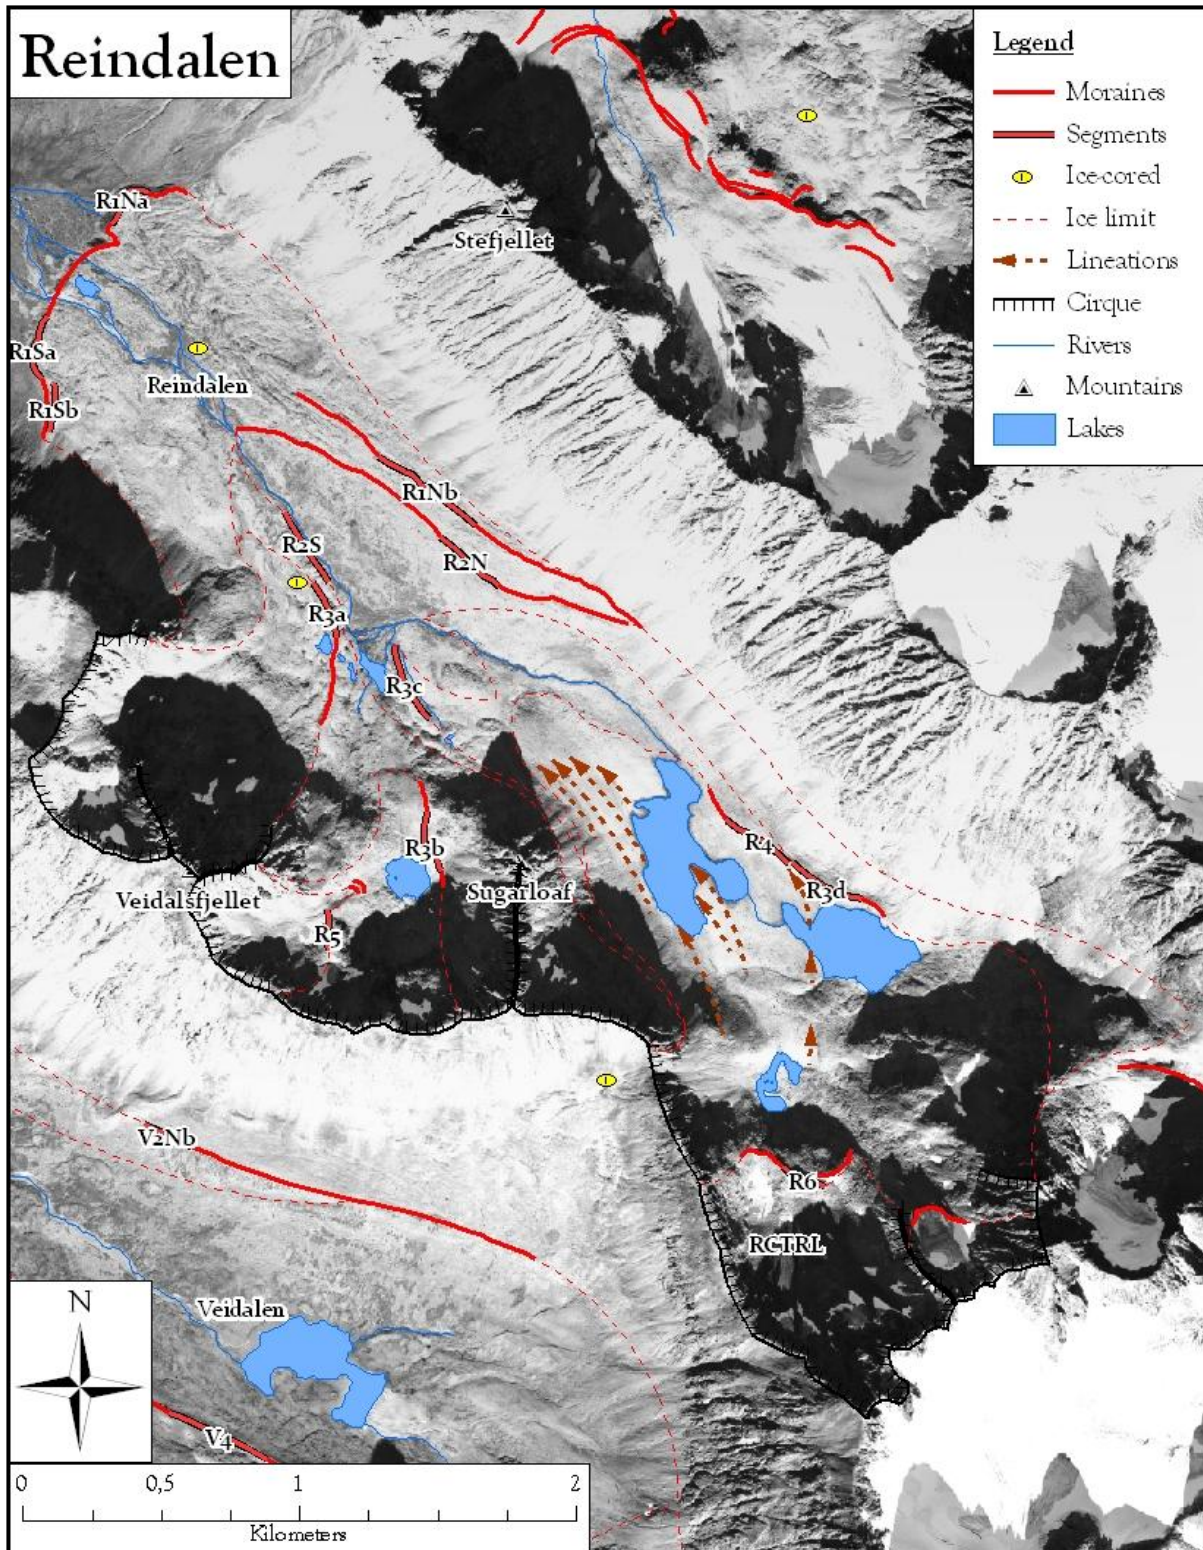 Reindalen
Legend
Moraines
Segments
Ice-cored
Ice limit
Lineations
Cirque
Rivers
Mountains
Lakes
R1Na
Stefjellet
R1Sa
Reindalen
R1Sb
R1Nb
R2S
R2N
R3a
R3c
R4
R3b
R3d
Veidalsfjellet
Sugarloaf
R5
V2Nb
R6
RCTRL
N
Veidalen
V4
0 0,5 1 2
Kilometers